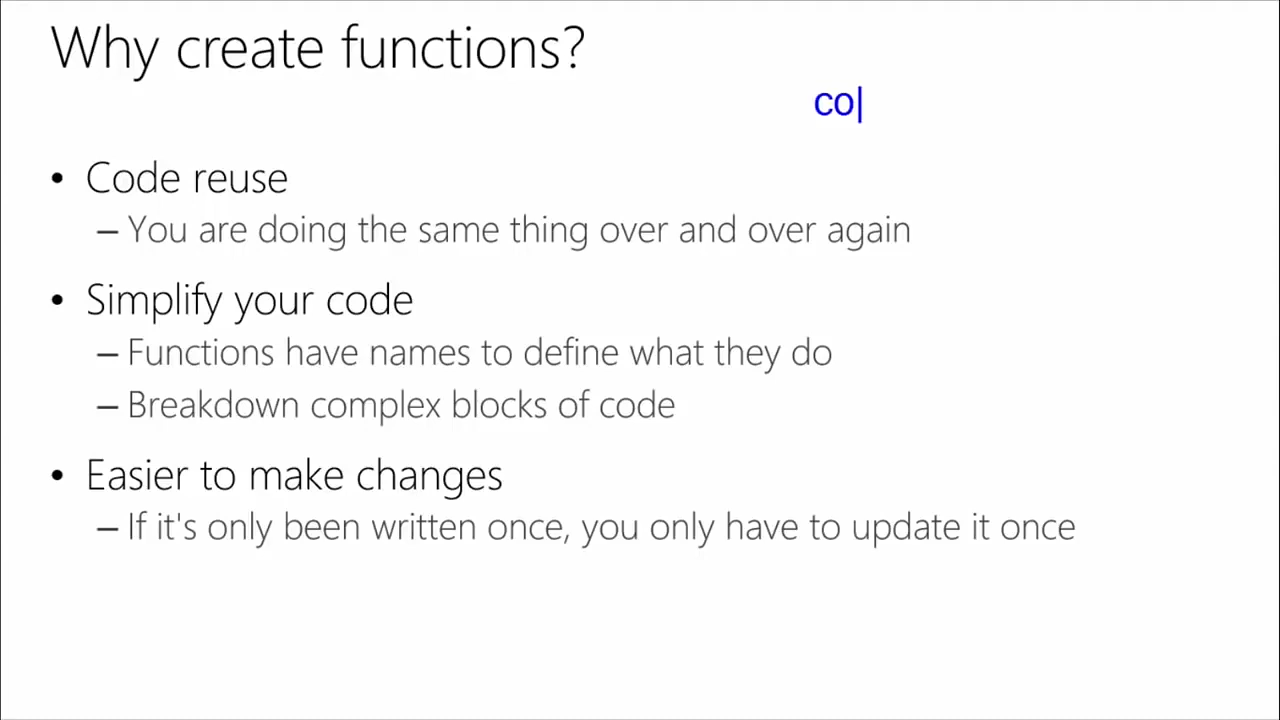 Why create functions?
co
• Code reuse
– You are doing the same thing over and over again
• Simplify your code
– Functions have names to define what they do
– Breakdown complex blocks of code
• Easier to make changes
– If it's only been written once, you only have to update it once